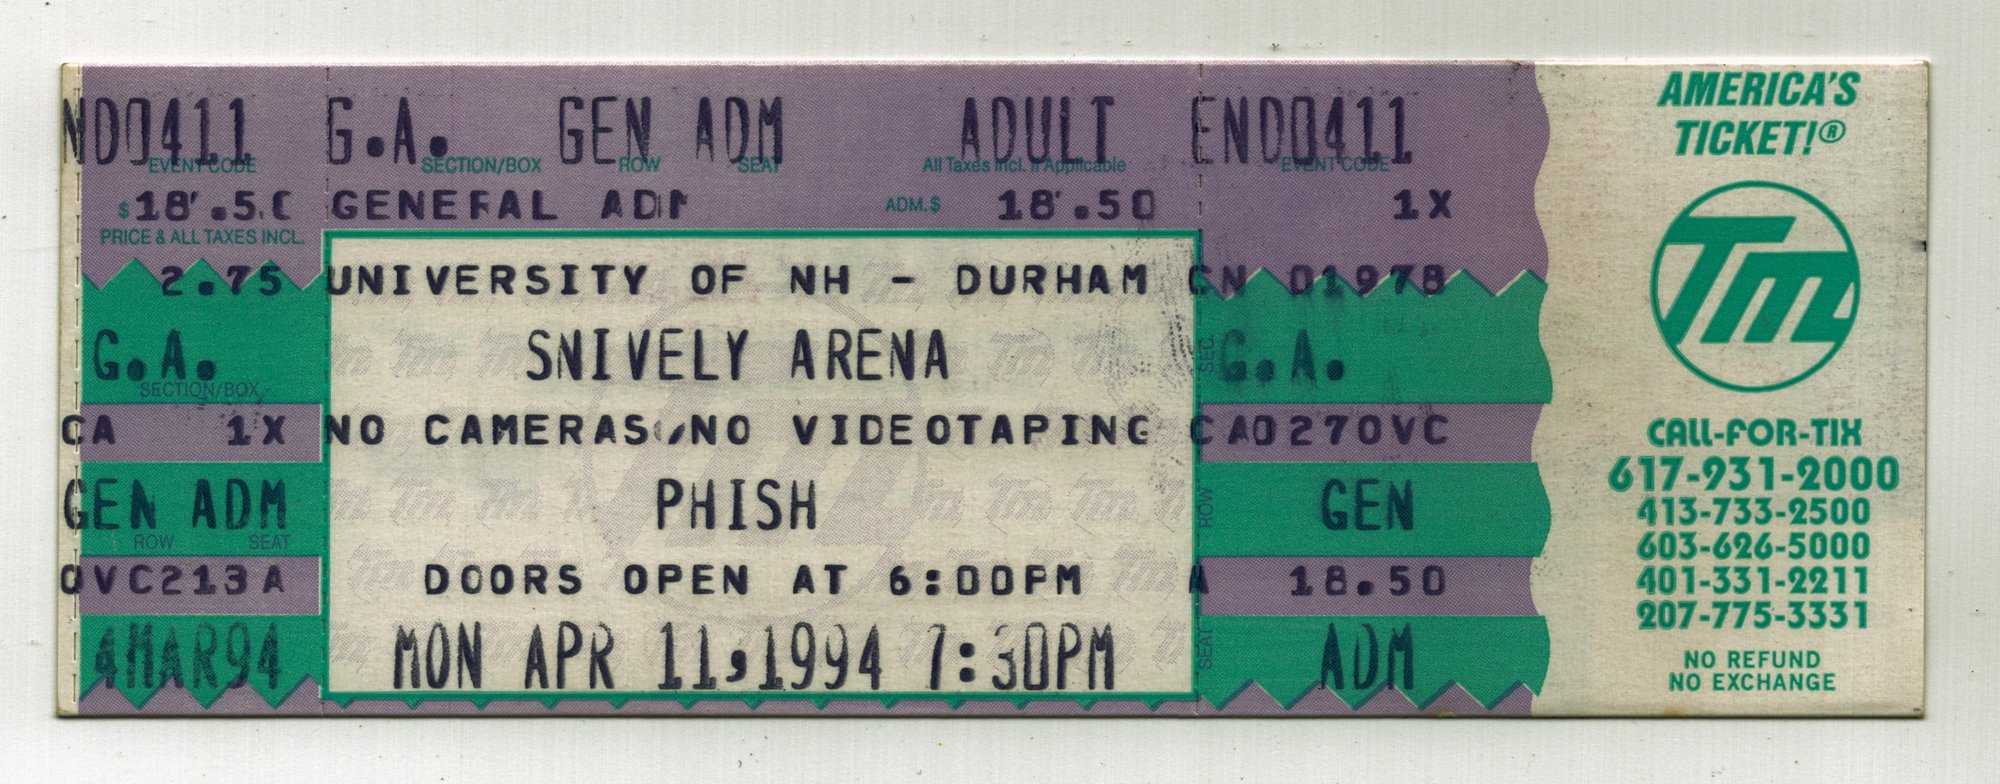 ND0411 G.A. GEN ADM ADULT END0411
EVENT CODE SECTION/BOX ROW SEAT All Taxes Incl. If Applicable EVENT CODE
$ 18.50 GENERAL ADM ADM.$ 18.50 1X
PRICE & ALL TAXES INCL.
2.75 UNIVERSITY OF NH - DURHAM CN 01978
G.A. SNIVELY ARENA SEC. G.A.
SECTION/BOX
CA 1X NO CAMERAS, NO VIDEOTAPING CA0270VC
GEN ADM PHISH ROW GEN
ROW SEAT
0VC213A DOORS OPEN AT 6:00PM A 18.50
4MAR94 MON APR 11,1994 7:30PM SEAT ADM
AMERICA'S
TICKET!®
Tm
CALL-FOR-TIX
617-931-2000
413-733-2500
603-626-5000
401-331-2211
207-775-3331
NO REFUND
NO EXCHANGE